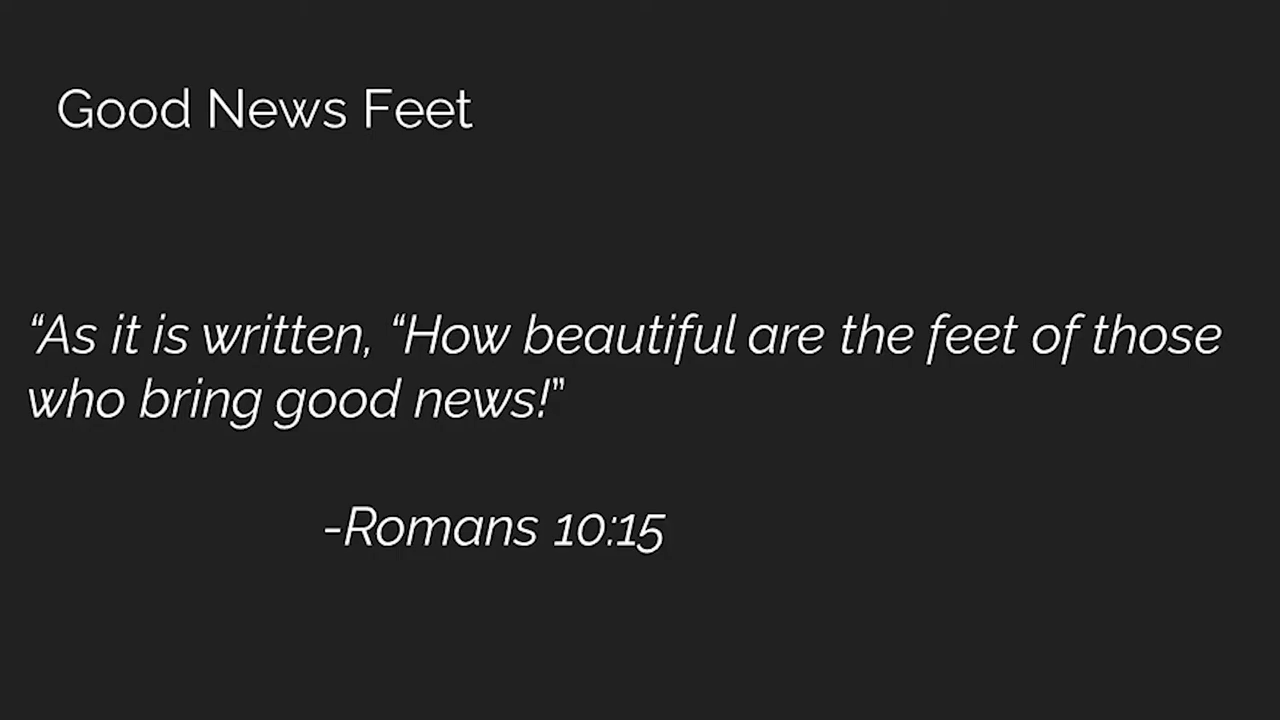 Good News Feet
“As it is written, “How beautiful are the feet of those
who bring good news!”
-Romans 10:15